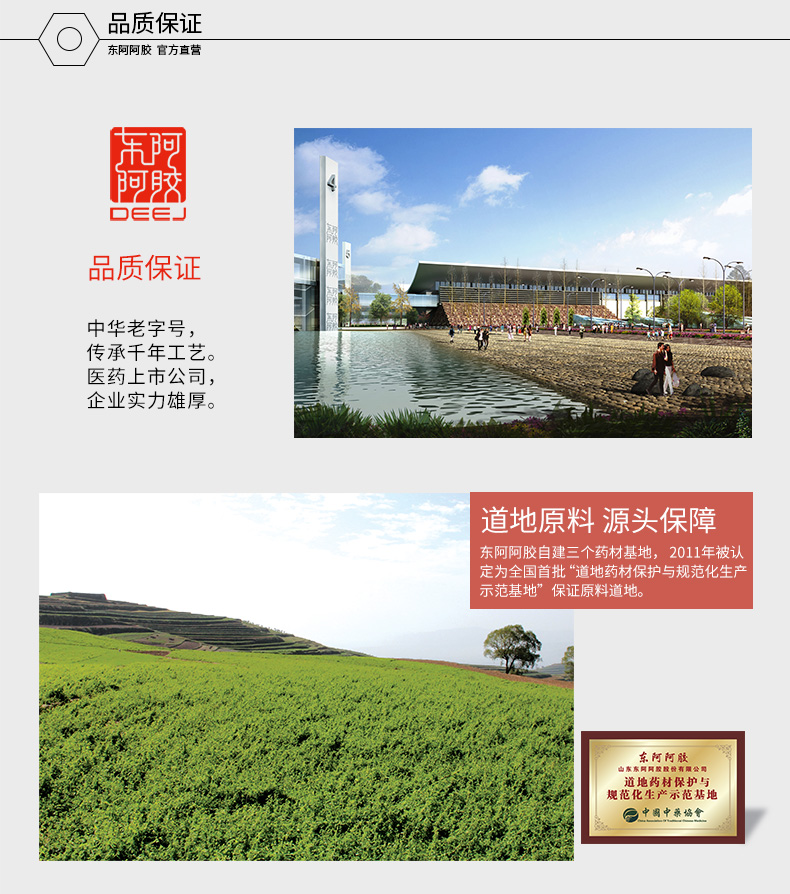 品质保证
东阿阿胶 官方直营
东阿
阿胶
DEEJ
品质保证
中华老字号，
传承千年工艺。
医药上市公司，
企业实力雄厚。
4
东阿
阿胶
5
道地原料 源头保障
东阿阿胶自建三个药材基地， 2011年被认
定为全国首批“道地药材保护与规范化生产
示范基地” 保证原料道地。
东阿阿胶
山东东阿阿胶股份有限公司
道地药材保护与
规范化生产示范基地
中国中药协會
China Association Of Traditional Chinese Medicine